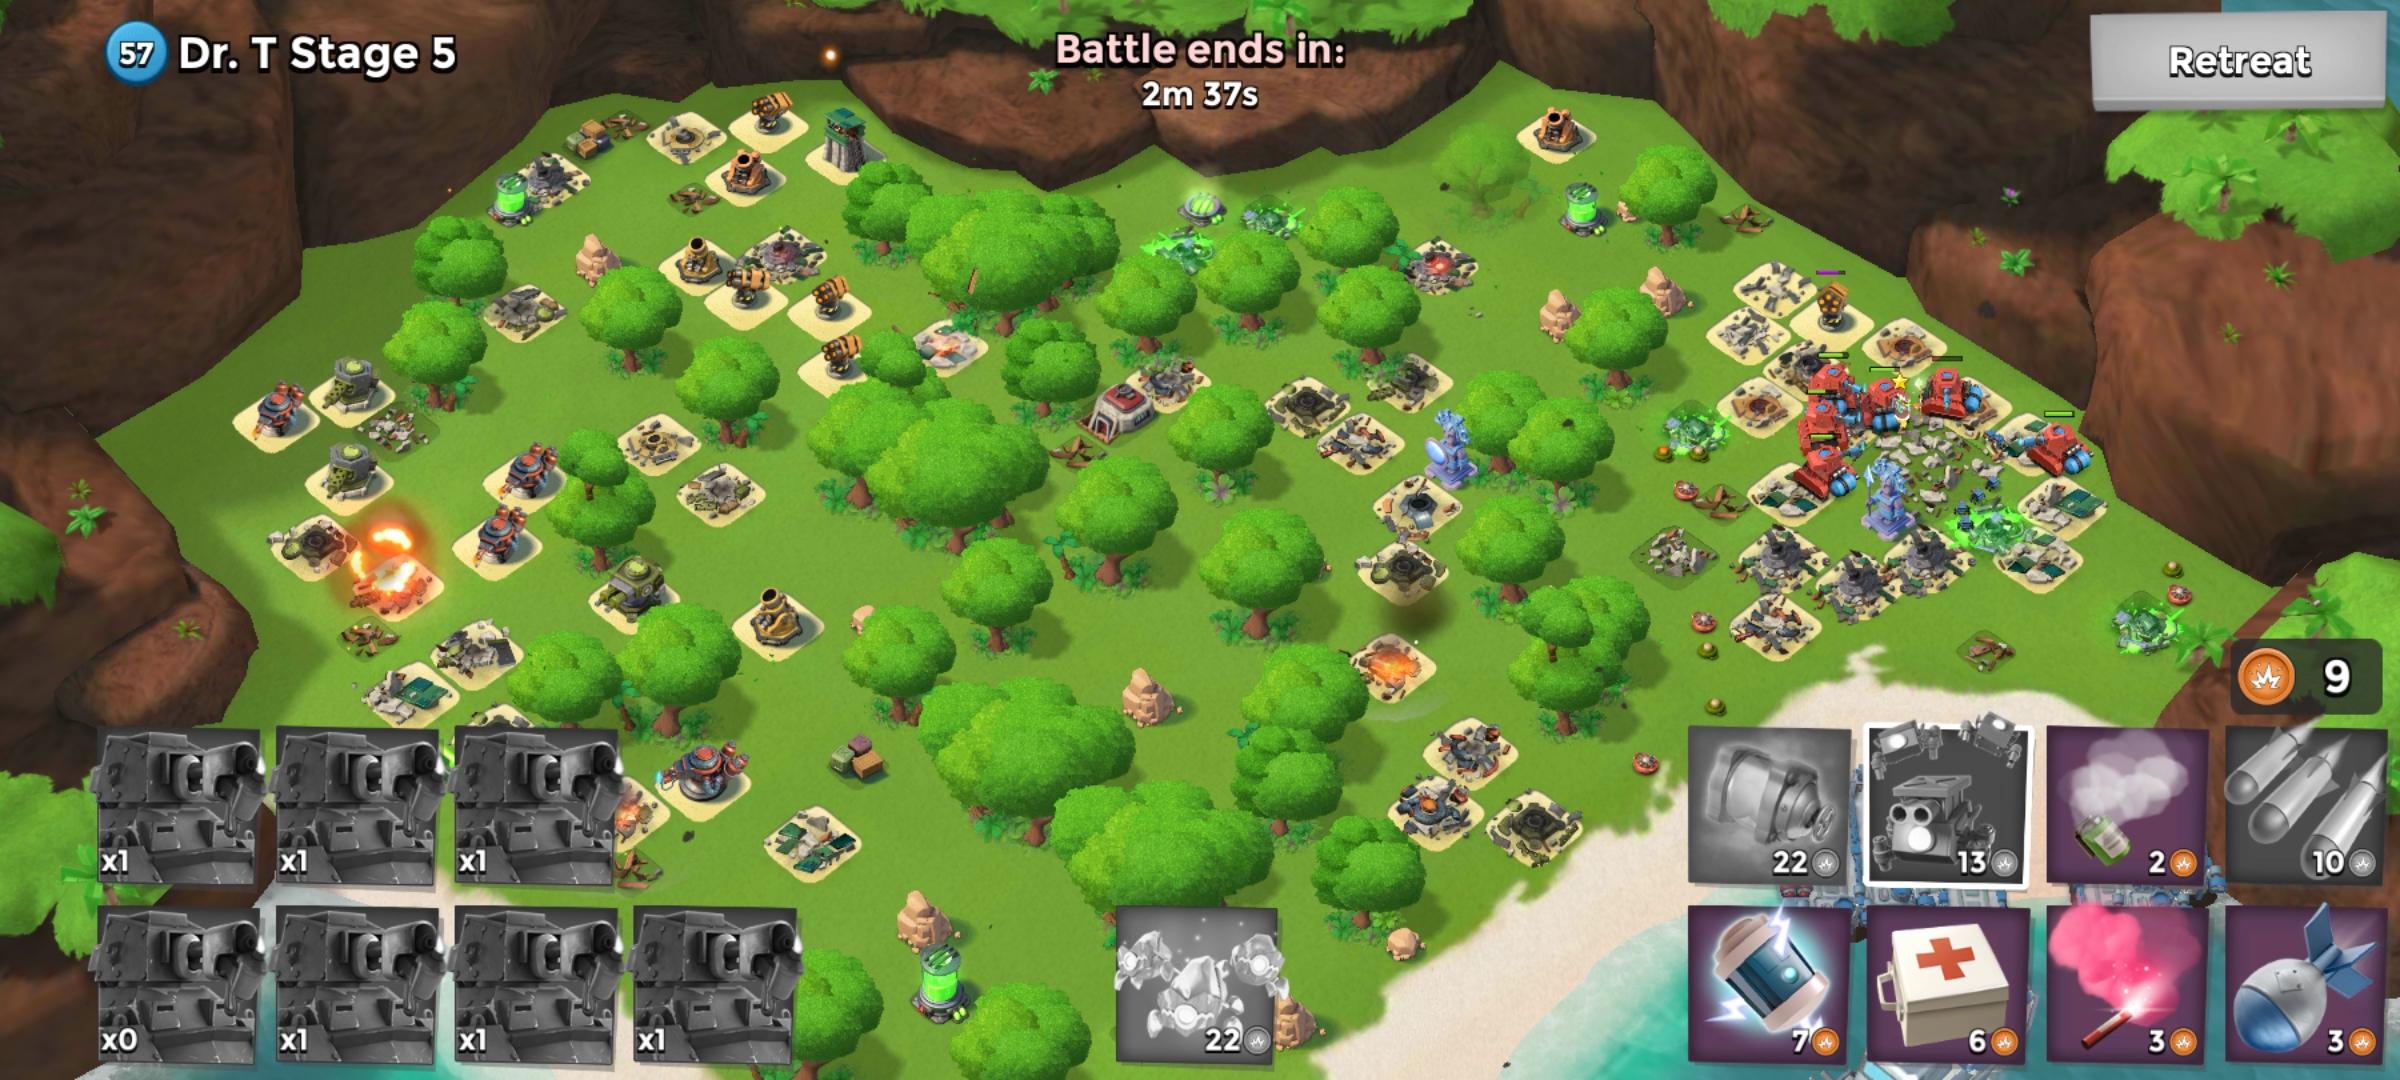 57 Dr. T Stage 5
Battle ends in:
2m 37s
Retreat
9
x1
x1
x1
22
13
2
10
x0
x1
x1
x1
22
7
6
3
3